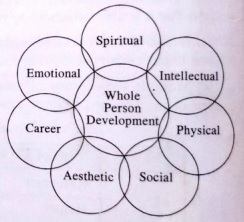 Spiritual
Emotional
Intellectual
Whole
Person
Development
Career
Physical
Aesthetic
Social